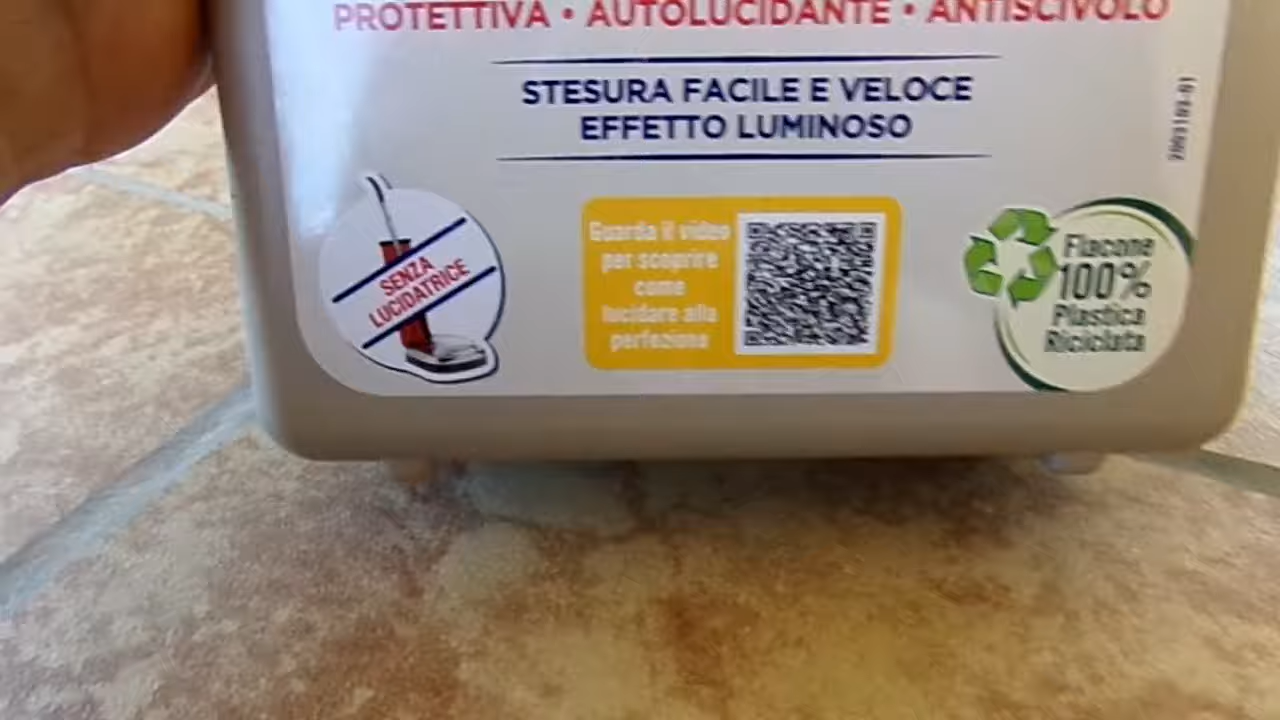 PROTETTIVA • AUTOLUCIDANTE • ANTISCIVOLO
STESURA FACILE E VELOCE
EFFETTO LUMINOSO
SENZA
LUCIDATRICE
Guarda il video
per scoprire
come
lucidare alla
perfezione
Flacone
100%
Plastica
Riciclata